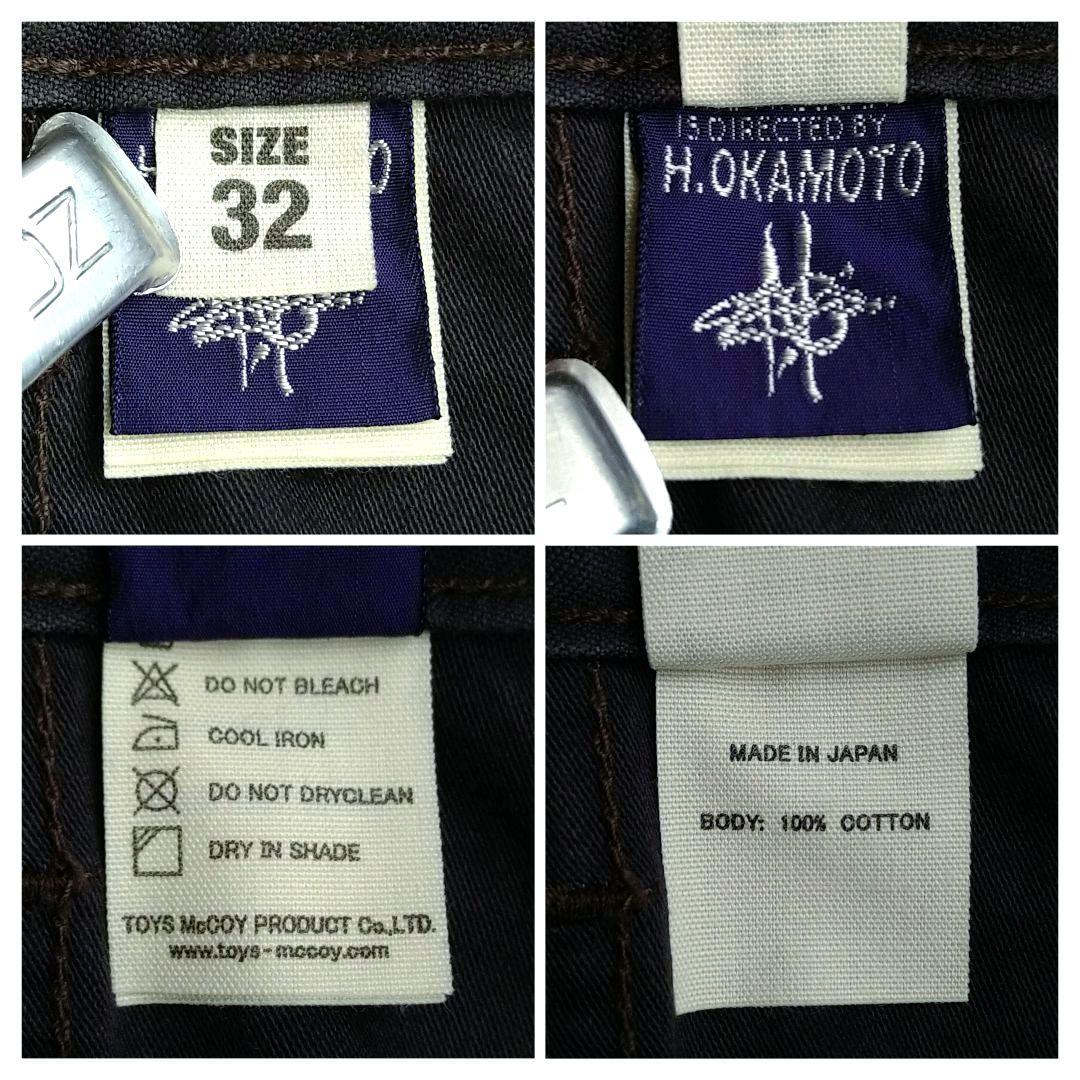 SIZE
32
IS DIRECTED BY
H.OKAMOTO
DO NOT BLEACH
COOL IRON
DO NOT DRYCLEAN
DRY IN SHADE
TOYS McCOY PRODUCT Co.,LTD.
www.toys-mccoy.com
MADE IN JAPAN
BODY: 100% COTTON